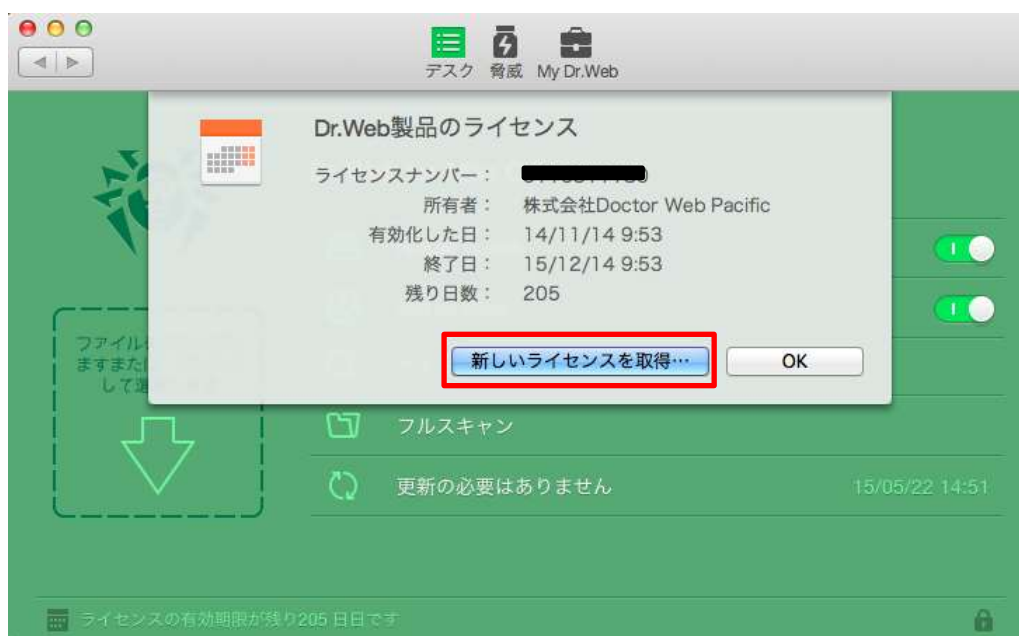 デスク 脅威 My Dr.Web
Dr.Web製品のライセンス
ライセンスナンバー：
所有者： 株式会社Doctor Web Pacific
有効化した日： 14/11/14 9:53
終了日： 15/12/14 9:53
残り日数： 205
新しいライセンスを取得… OK
ファイル
ますまた
して
フルスキャン
更新の必要はありません 15/05/22 14:51
ライセンスの有効期限が残り205 日日です